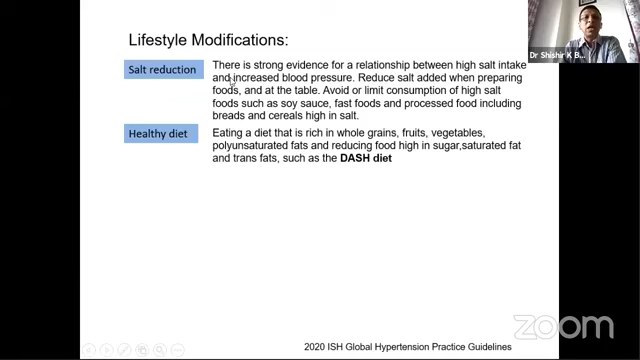 Lifestyle Modifications:
Salt reduction
There is strong evidence for a relationship between high salt intake
and increased blood pressure. Reduce salt added when preparing
foods, and at the table. Avoid or limit consumption of high salt
foods such as soy sauce, fast foods and processed food including
breads and cereals high in salt.
Healthy diet
Eating a diet that is rich in whole grains, fruits, vegetables,
polyunsaturated fats and reducing food high in sugar,saturated fat
and trans fats, such as the DASH diet
2020 ISH Global Hypertension Practice Guidelines
Dr Shishir K B...
zoom